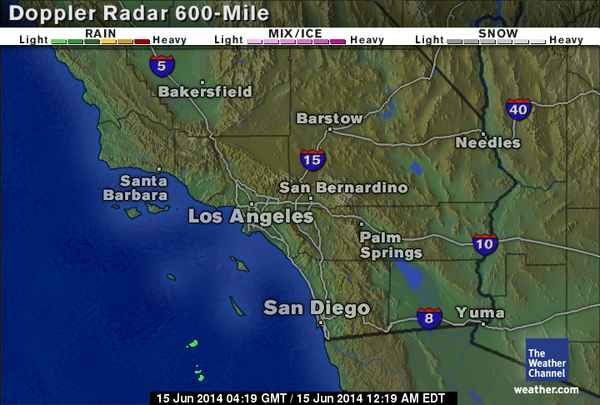 Doppler Radar 600-Mile
RAIN
Light Heavy
MIX/ICE
Light Heavy
SNOW
Light Heavy
5
Bakersfield
40
Barstow
Needles
15
Santa
Barbara
San Bernardino
Los Angeles
Palm
Springs
10
San Diego
8
Yuma
The
Weather
Channel
weather.com
15 Jun 2014 04:19 GMT / 15 Jun 2014 12:19 AM EDT